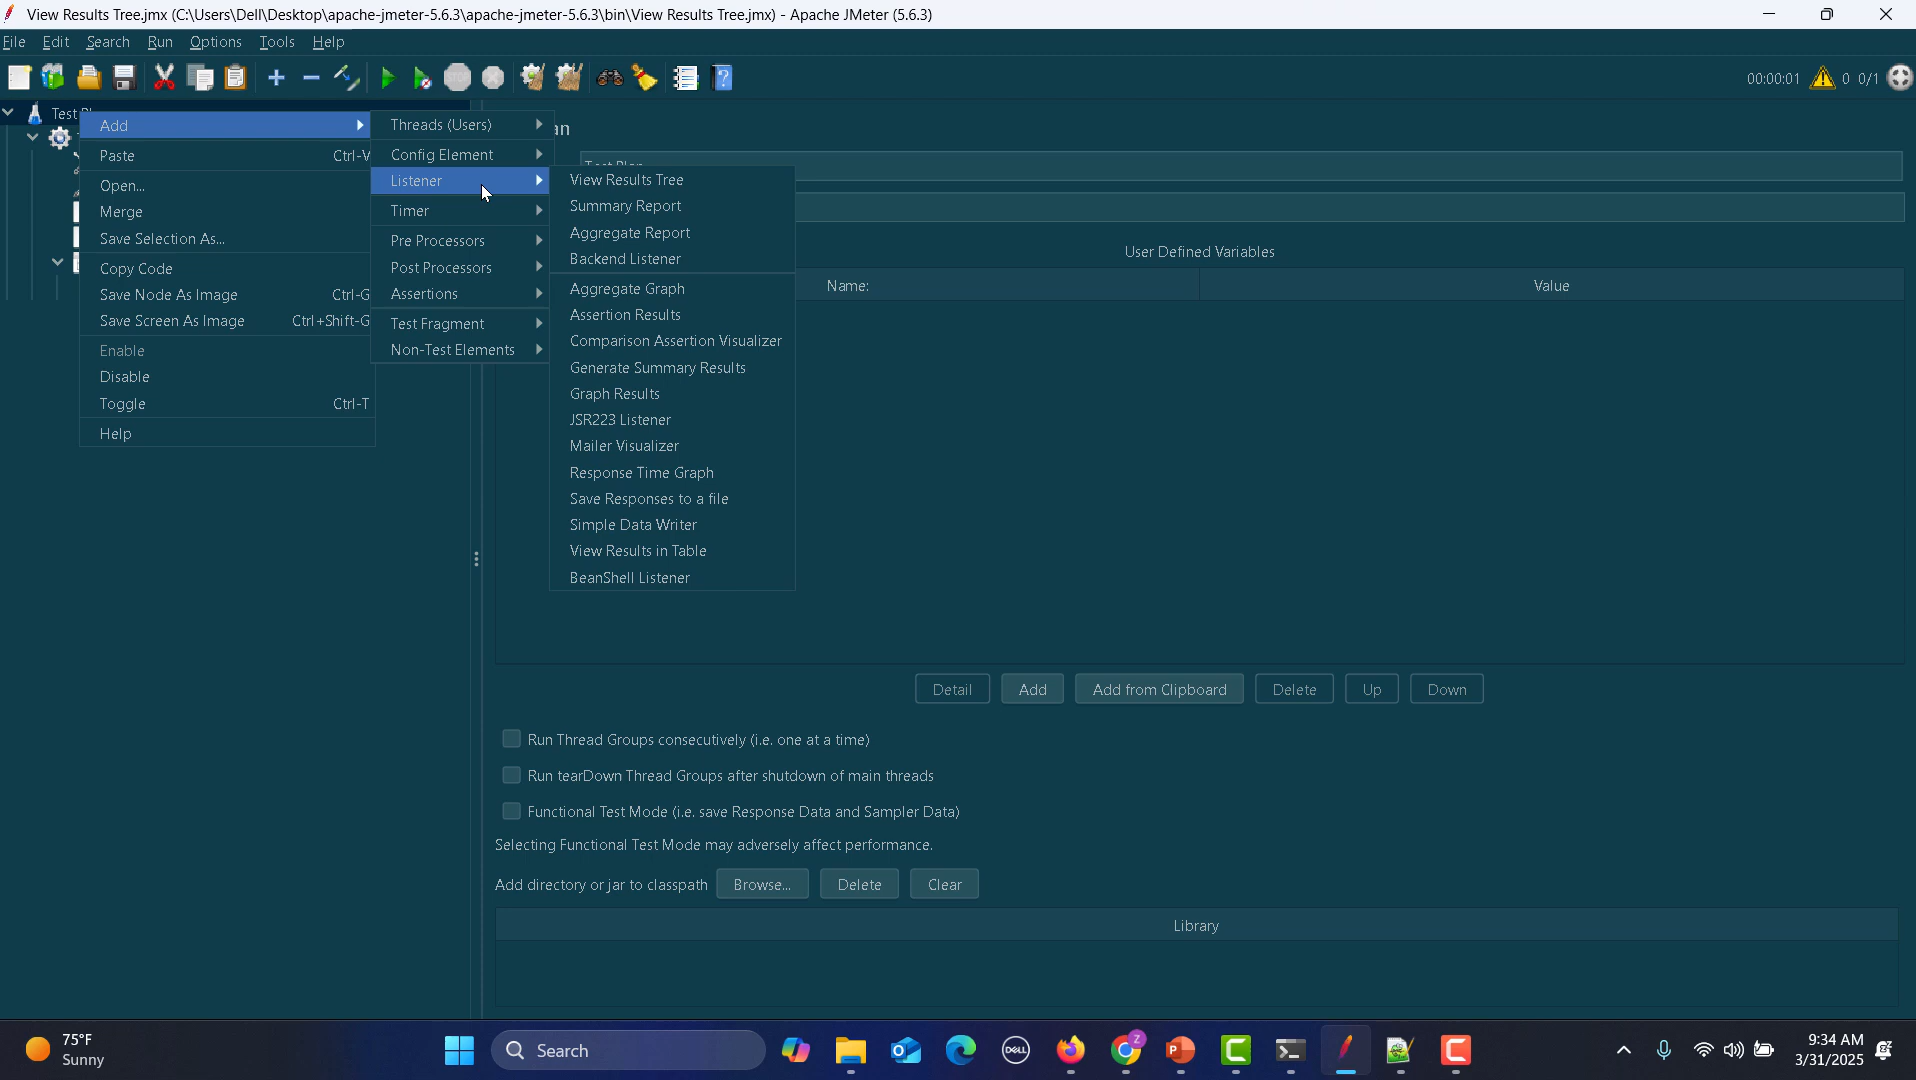 View Results Tree.jmx (C:\Users\Dell\Desktop\apache-jmeter-5.6.3\apache-jmeter-5.6.3\bin\View Results Tree.jmx) - Apache JMeter (5.6.3)
File Edit Search Run Options Tools Help
STOP 00:00:01 0 0/1
Test Pl
Add
Paste Ctrl-V
Open...
Merge
Save Selection As...
Copy Code
Save Node As Image Ctrl-G
Save Screen As Image Ctrl+Shift-G
Enable
Disable
Toggle Ctrl-T
Help
Threads (Users)
Config Element
Listener
Timer
Pre Processors
Post Processors
Assertions
Test Fragment
Non-Test Elements
View Results Tree
Summary Report
Aggregate Report
Backend Listener
Aggregate Graph
Assertion Results
Comparison Assertion Visualizer
Generate Summary Results
Graph Results
JSR223 Listener
Mailer Visualizer
Response Time Graph
Save Responses to a file
Simple Data Writer
View Results in Table
BeanShell Listener
an
Test Plan
User Defined Variables
Name: Value
Detail Add Add from Clipboard Delete Up Down
Run Thread Groups consecutively (i.e. one at a time)
Run tearDown Thread Groups after shutdown of main threads
Functional Test Mode (i.e. save Response Data and Sampler Data)
Selecting Functional Test Mode may adversely affect performance.
Add directory or jar to classpath Browse... Delete Clear
Library
75°F
Sunny
Search
DELL
Z
P
9:34 AM
3/31/2025